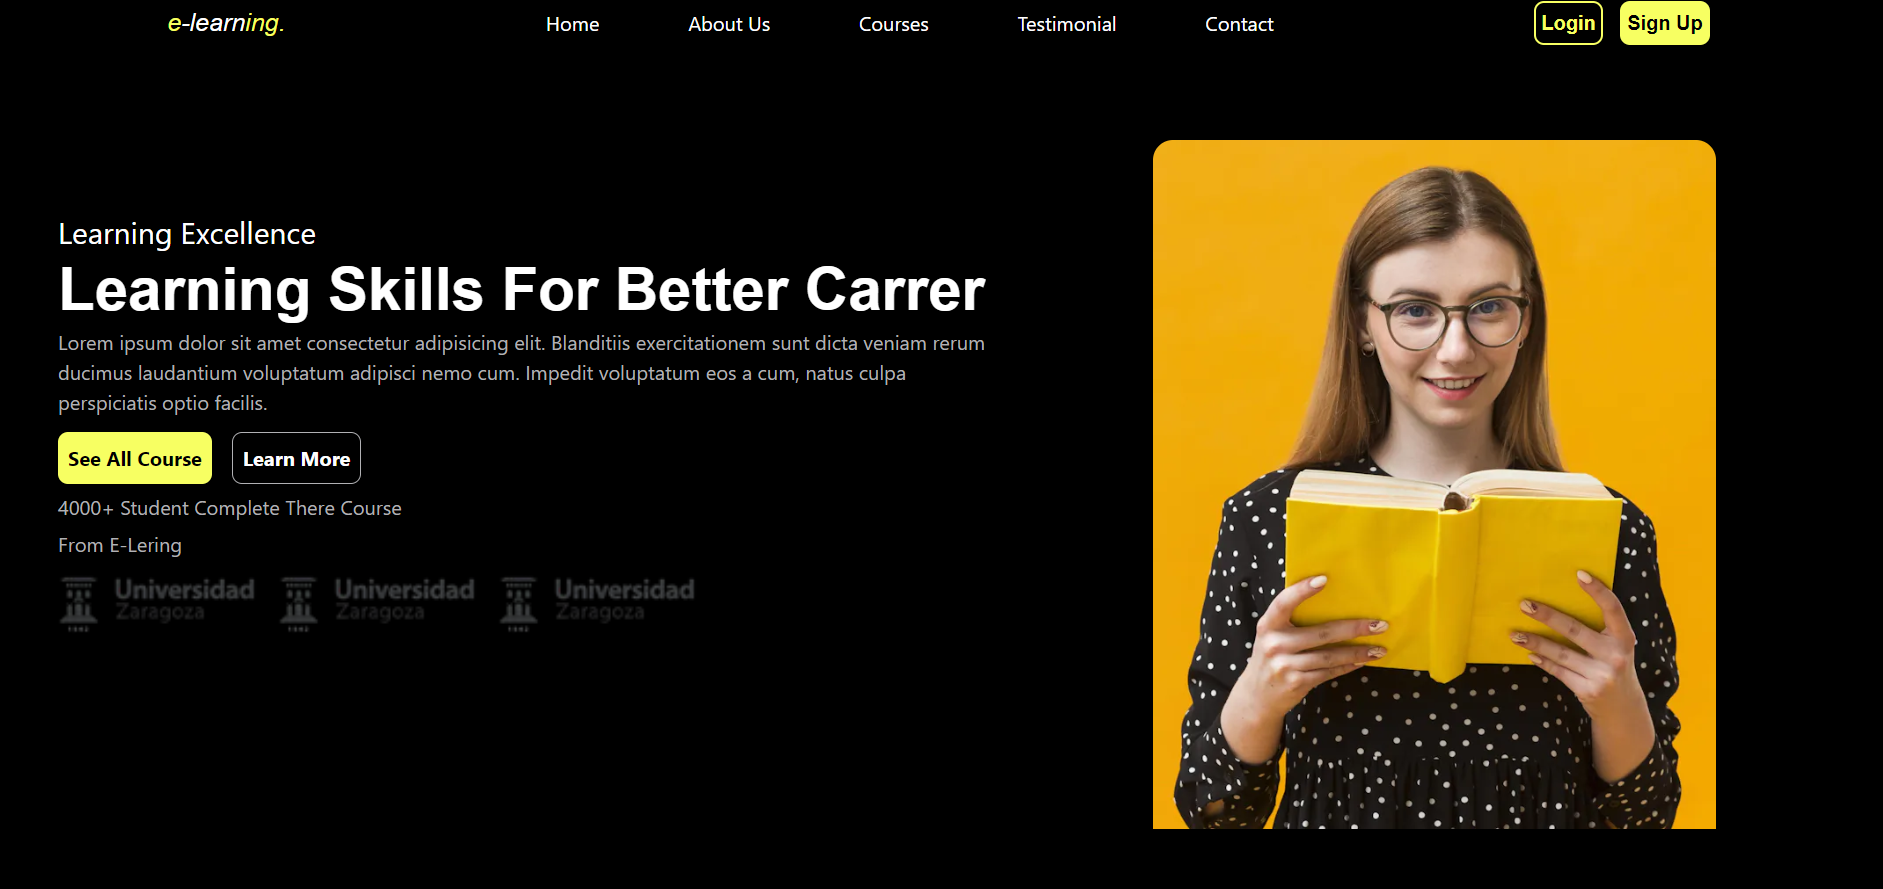 e-learning.
Home
About Us
Courses
Testimonial
Contact
Login
Sign Up
Learning Excellence
Learning Skills For Better Carrer
Lorem ipsum dolor sit amet consectetur adipisicing elit. Blanditiis exercitationem sunt dicta veniam rerum
ducimus laudantium voluptatum adipisci nemo cum. Impedit voluptatum eos a cum, natus culpa
perspiciatis optio facilis.
See All Course
Learn More
4000+ Student Complete There Course
From E-Lering
Universidad
Zaragoza
1542
Universidad
Zaragoza
1542
Universidad
Zaragoza
1542